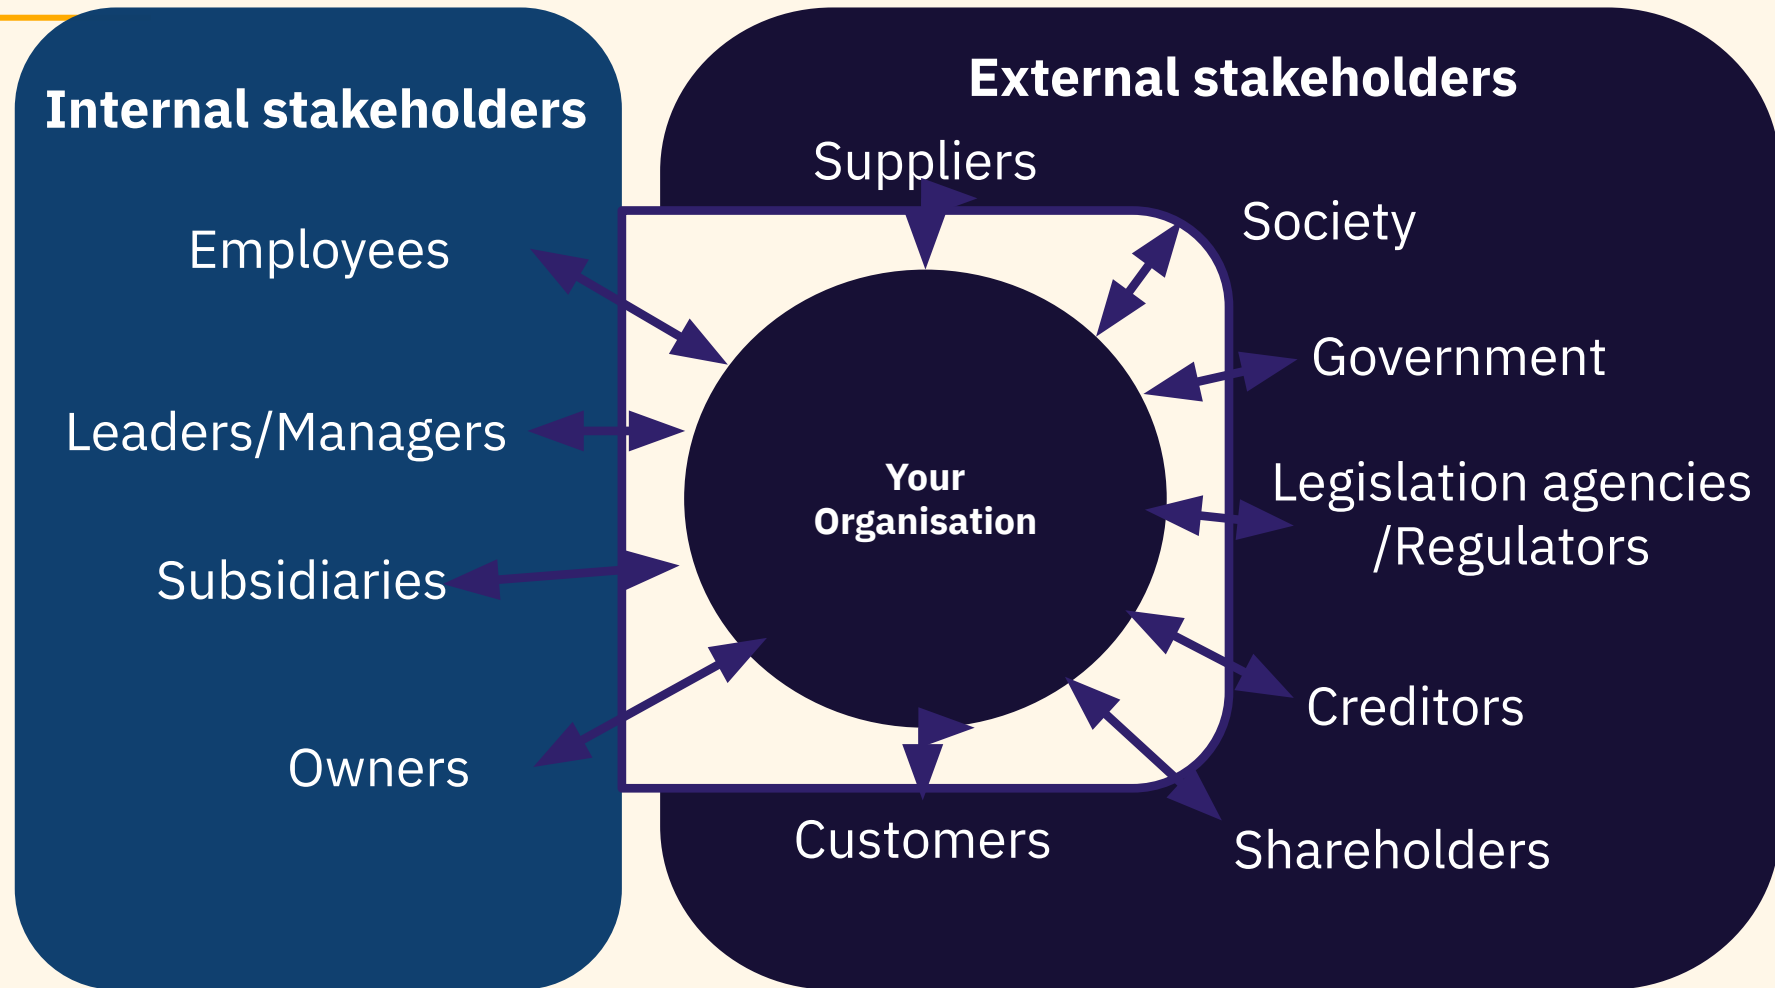 Internal stakeholders
Employees
Leaders/Managers
Subsidiaries
Owners
External stakeholders
Suppliers
Society
Government
Legislation agencies
/Regulators
Creditors
Shareholders
Customers
Your
Organisation